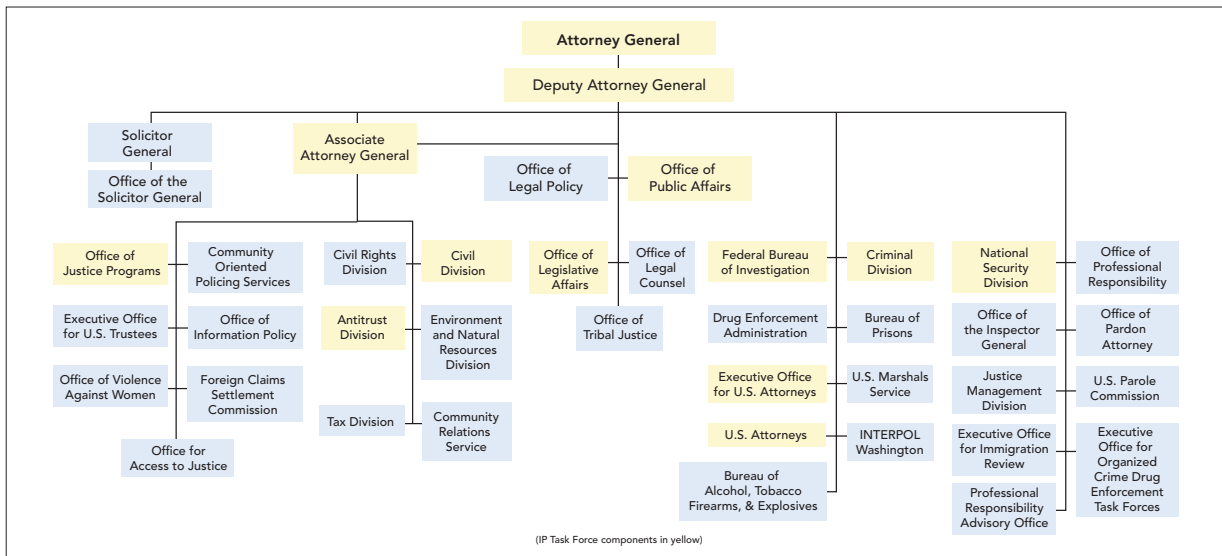 Attorney General
Deputy Attorney General
Solicitor
General
Office of the
Solicitor General
Associate
Attorney General
Office of
Legal Policy
Office of
Public Affairs
Office of
Justice Programs
Community
Oriented
Policing Services
Executive Office
for U.S. Trustees
Office of
Information Policy
Office of Violence
Against Women
Foreign Claims
Settlement
Commission
Office for
Access to Justice
Civil Rights
Division
Civil
Division
Antitrust
Division
Environment
and Natural
Resources
Division
Tax Division
Community
Relations
Service
Office of
Legislative
Affairs
Office of
Legal
Counsel
Office of
Tribal Justice
Federal Bureau
of Investigation
Criminal
Division
Drug Enforcement
Administration
Bureau of
Prisons
Executive Office
for U.S. Attorneys
U.S. Marshals
Service
U.S. Attorneys
INTERPOL
Washington
Bureau of
Alcohol, Tobacco
Firearms, & Explosives
National
Security
Division
Office of
Professional
Responsibility
Office of
the Inspector
General
Office of
Pardon
Attorney
Justice
Management
Division
U.S. Parole
Commission
Executive Office
for Immigration
Review
Executive
Office for
Organized
Crime Drug
Enforcement
Task Forces
Professional
Responsibility
Advisory Office
(IP Task Force components in yellow)